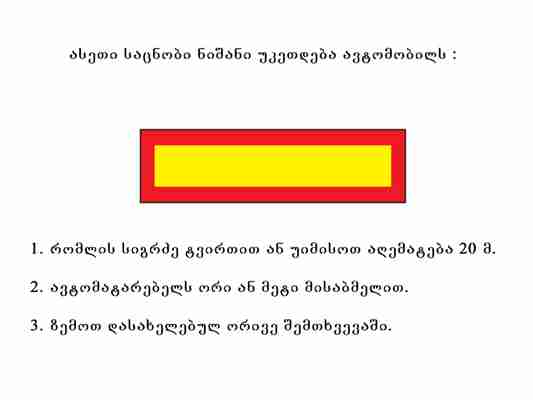 ასეთი საცნობი ნიშანი უკეთდება ავტომობილს :
1. რომლის სიგრძე ტვირთით ან უიმისოთ აღემატება 20 მ.
2. ავტომატარებელს ორი ან მეტი მისაბმელით.
3. ზემოთ დასახელებულ ორივე შემთხვევაში.